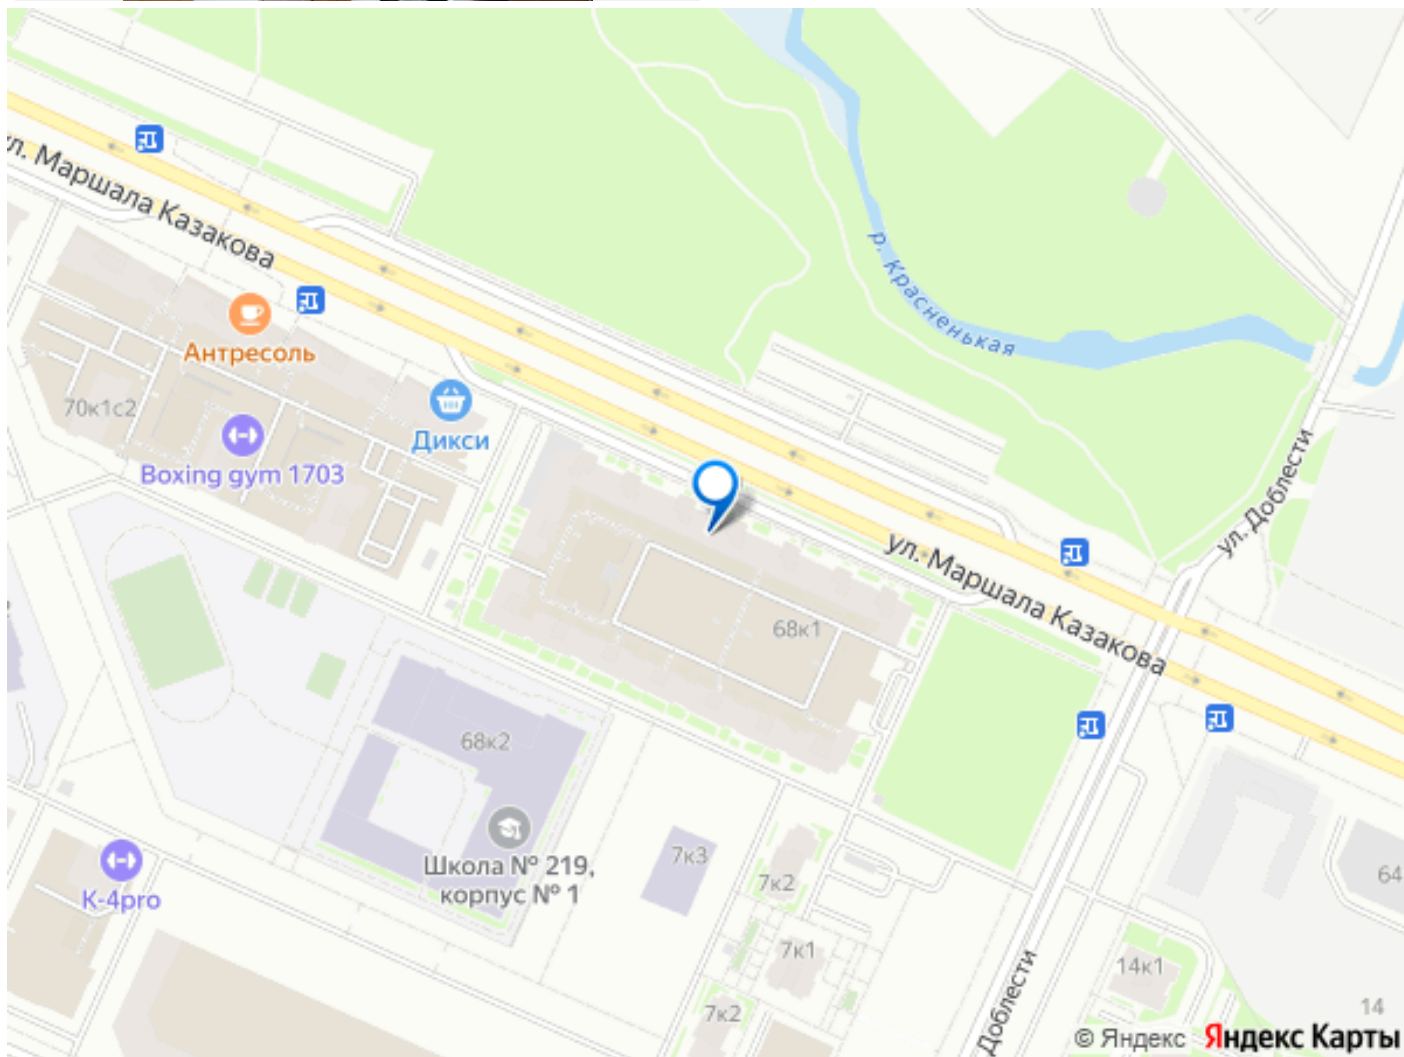 ул. Маршала Казакова
р. Красненькая
Антресоль
70к1с2
Дикси
Boxing gym 1703
ул. Доблести
ул. Маршала Казакова
68к1
68к2
Школа № 219,
корпус № 1
7к3
7к2
64
К-4pro
7к1
14к1
7к2
Доблести
14
© Яндекс Яндекс Карты